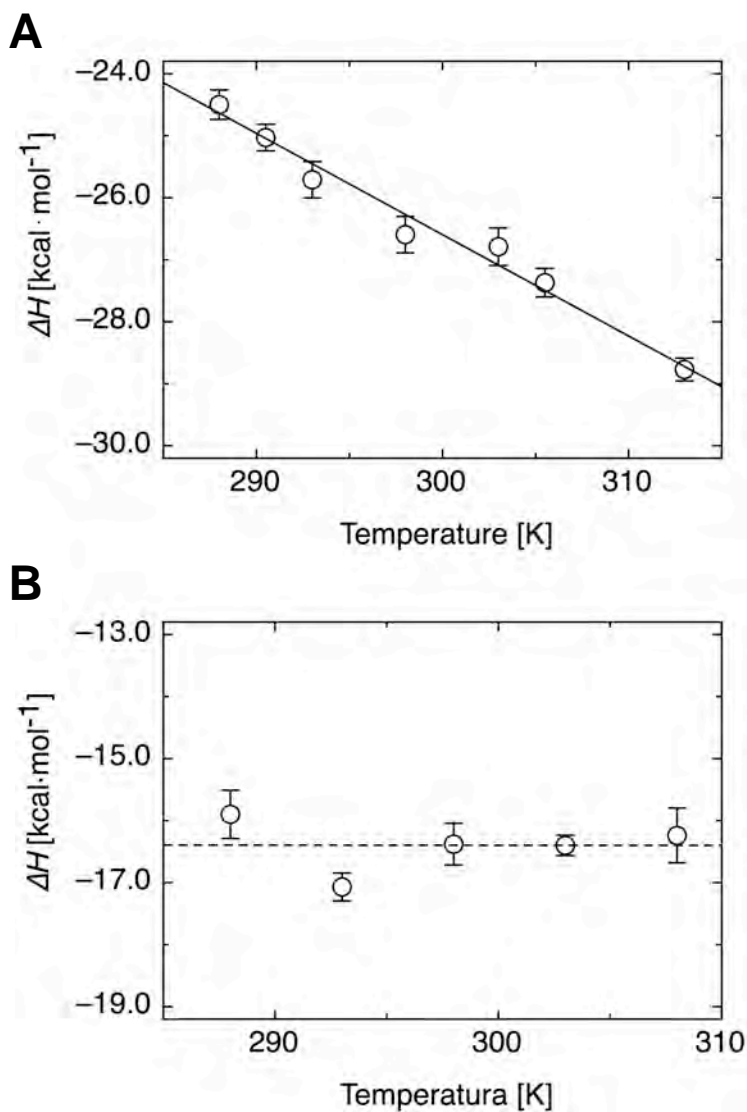 A
−24.0
−26.0
−28.0
−30.0
ΔH [kcal·mol⁻¹]
290 300 310
Temperature [K]
B
−13.0
−15.0
−17.0
−19.0
ΔH [kcal·mol⁻¹]
290 300 310
Temperatura [K]